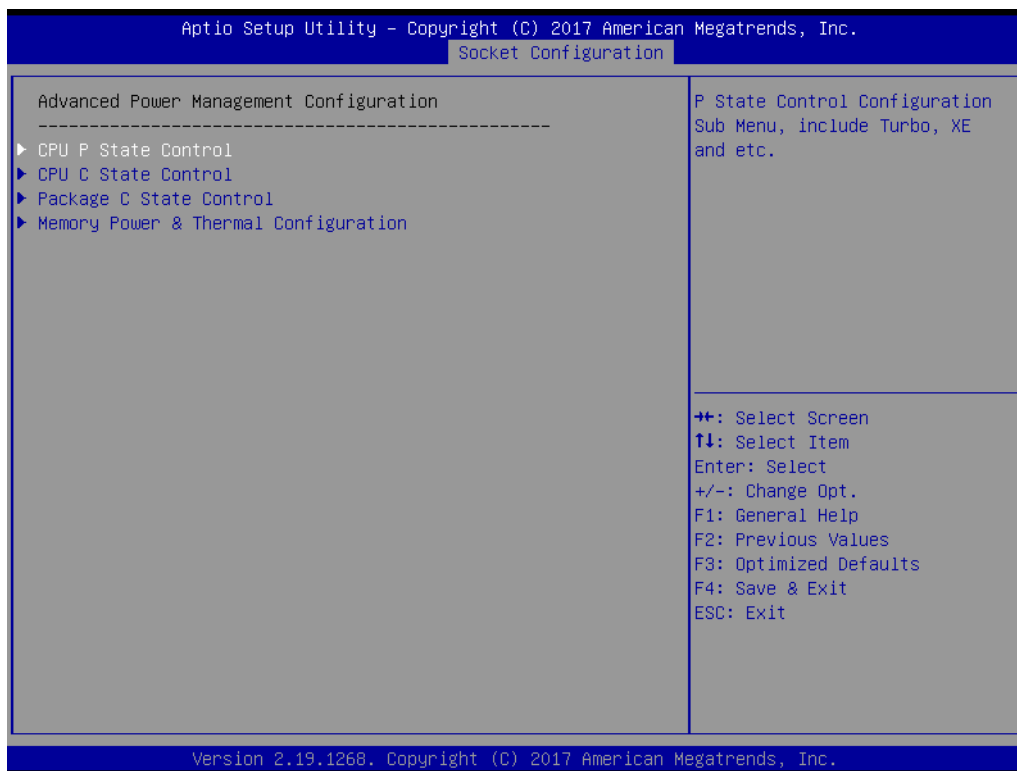 Aptio Setup Utility – Copyright (C) 2017 American Megatrends, Inc.
Socket Configuration
Advanced Power Management Configuration
--------------------------------------------------
▶ CPU P State Control
▶ CPU C State Control
▶ Package C State Control
▶ Memory Power & Thermal Configuration
P State Control Configuration
Sub Menu, include Turbo, XE
and etc.
→←: Select Screen
↑↓: Select Item
Enter: Select
+/-: Change Opt.
F1: General Help
F2: Previous Values
F3: Optimized Defaults
F4: Save & Exit
ESC: Exit
Version 2.19.1268. Copyright (C) 2017 American Megatrends, Inc.